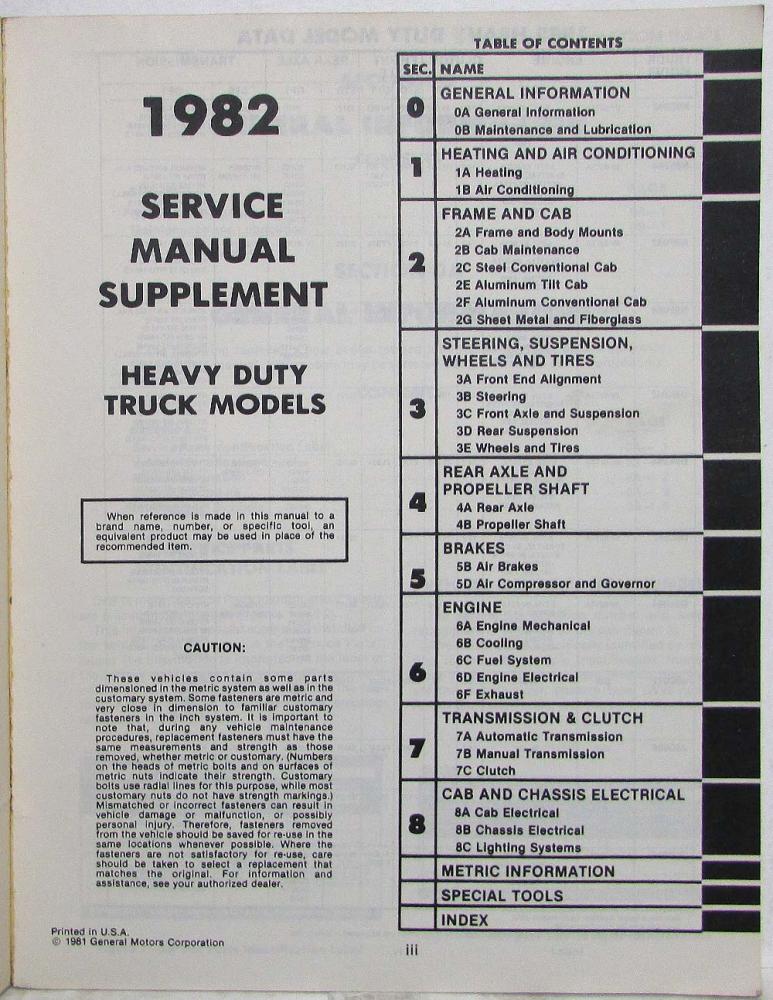 1982
SERVICE
MANUAL
SUPPLEMENT
HEAVY DUTY
TRUCK MODELS
When reference is made in this manual to a
brand name, number, or specific tool, an
equivalent product may be used in place of the
recommended item.
CAUTION:
These vehicles contain some parts
dimensioned in the metric system as well as in the
customary system. Some fasteners are metric and
very close in dimension to familiar customary
fasteners in the inch system. It is important to
note that, during any vehicle maintenance
procedures, replacement fasteners must have the
same measurements and strength as those
removed, whether metric or customary. (Numbers
on the heads of metric bolts and on surfaces of
metric nuts indicate their strength. Customary
bolts use radial lines for this purpose, while most
customary nuts do not have strength markings.)
Mismatched or incorrect fasteners can result in
vehicle damage or malfunction, or possibly
personal injury. Therefore, fasteners removed
from the vehicle should be saved for re-use in the
same locations whenever possible. Where the
fasteners are not satisfactory for re-use, care
should be taken to select a replacement that
matches the original. For information and
assistance, see your authorized dealer.
Printed in U.S.A.
© 1981 General Motors Corporation
TABLE OF CONTENTS
SEC. NAME
0 GENERAL INFORMATION
0A General Information
0B Maintenance and Lubrication
1 HEATING AND AIR CONDITIONING
1A Heating
1B Air Conditioning
2 FRAME AND CAB
2A Frame and Body Mounts
2B Cab Maintenance
2C Steel Conventional Cab
2E Aluminum Tilt Cab
2F Aluminum Conventional Cab
2G Sheet Metal and Fiberglass
3 STEERING, SUSPENSION,
WHEELS AND TIRES
3A Front End Alignment
3B Steering
3C Front Axle and Suspension
3D Rear Suspension
3E Wheels and Tires
4 REAR AXLE AND
PROPELLER SHAFT
4A Rear Axle
4B Propeller Shaft
5 BRAKES
5B Air Brakes
5D Air Compressor and Governor
6 ENGINE
6A Engine Mechanical
6B Cooling
6C Fuel System
6D Engine Electrical
6F Exhaust
7 TRANSMISSION & CLUTCH
7A Automatic Transmission
7B Manual Transmission
7C Clutch
8 CAB AND CHASSIS ELECTRICAL
8A Cab Electrical
8B Chassis Electrical
8C Lighting Systems
METRIC INFORMATION
SPECIAL TOOLS
INDEX
iii